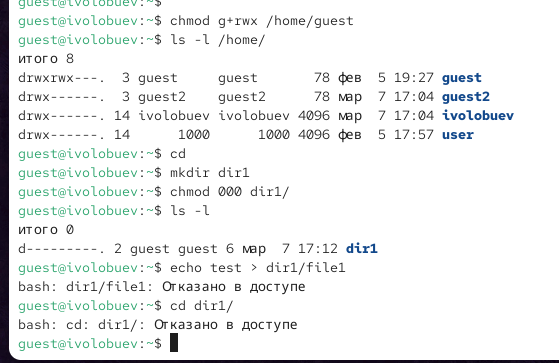 guest@ivolobuev:~$
guest@ivolobuev:~$ chmod g+rwx /home/guest
guest@ivolobuev:~$ ls -l /home/
итого 8
drwxrwx---.  3 guest     guest       78 фев  5 19:27 guest
drwx------.  3 guest2    guest2      78 мар  7 17:04 guest2
drwx------. 14 ivolobuev ivolobuev 4096 мар  7 17:04 ivolobuev
drwx------. 14      1000      1000 4096 фев  5 17:57 user
guest@ivolobuev:~$ cd
guest@ivolobuev:~$ mkdir dir1
guest@ivolobuev:~$ chmod 000 dir1/
guest@ivolobuev:~$ ls -l
итого 0
d---------. 2 guest guest 6 мар  7 17:12 dir1
guest@ivolobuev:~$ echo test > dir1/file1
bash: dir1/file1: Отказано в доступе
guest@ivolobuev:~$ cd dir1/
bash: cd: dir1/: Отказано в доступе
guest@ivolobuev:~$